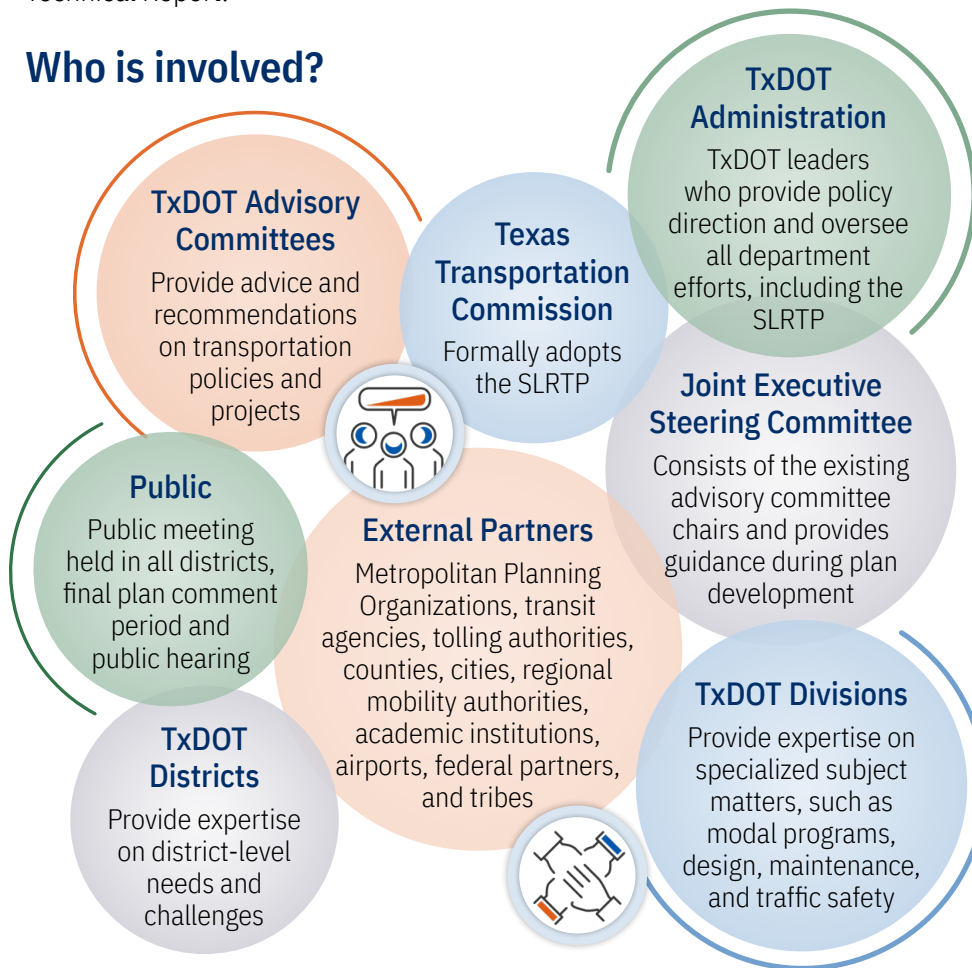 Technical Report.
Who is involved?
TxDOT Advisory
Committees
Provide advice and
recommendations
on transportation
policies and
projects
Texas
Transportation
Commission
Formally adopts
the SLRTP
TxDOT
Administration
TxDOT leaders
who provide policy
direction and oversee
all department
efforts, including the
SLRTP
Joint Executive
Steering Committee
Consists of the existing
advisory committee
chairs and provides
guidance during plan
development
Public
Public meeting
held in all districts,
final plan comment
period and
public hearing
External Partners
Metropolitan Planning
Organizations, transit
agencies, tolling authorities,
counties, cities, regional
mobility authorities,
academic institutions,
airports, federal partners,
and tribes
TxDOT
Districts
Provide expertise
on district-level
needs and
challenges
TxDOT Divisions
Provide expertise on
specialized subject
matters, such as
modal programs,
design, maintenance,
and traffic safety